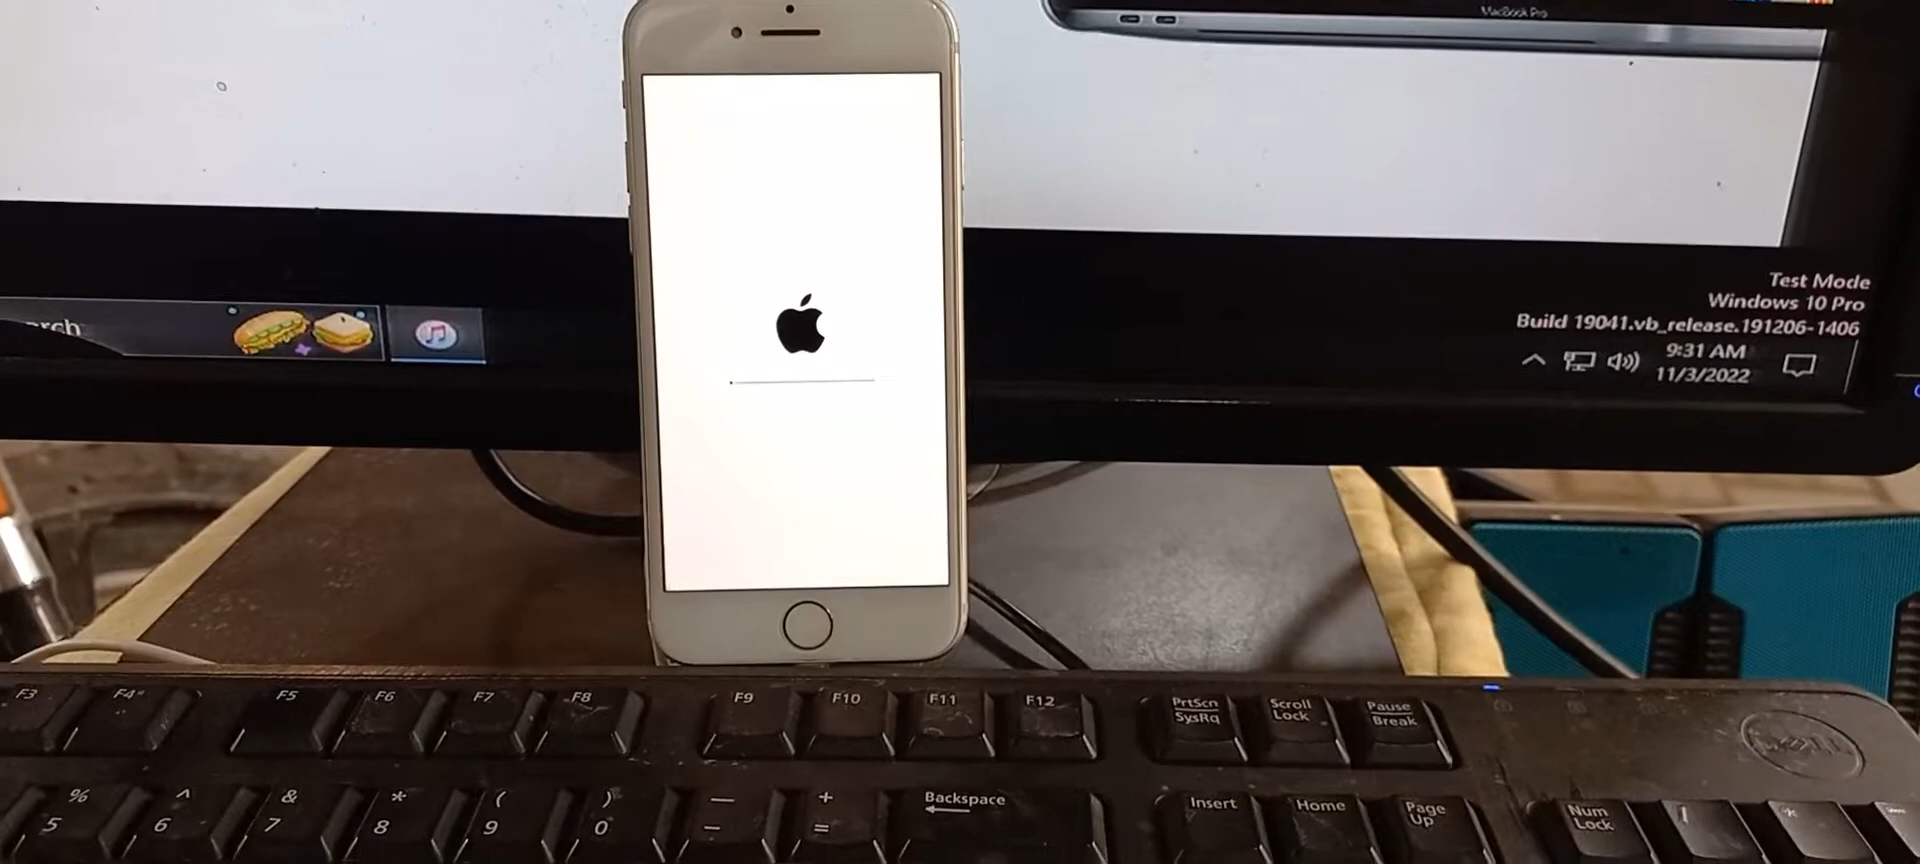 MacBook Pro
Test Mode
Windows 10 Pro
Build 19041.vb_release.191206-1406
arch
9:31 AM
11/3/2022
F3 F4 F5 F6 F7 F8 F9 F10 F11 F12 PrtScn Scroll Pause
SysRq Lock Break
DELL
% ^ & * ( ) — + Backspace Insert Home Page Num / *
5 6 7 8 9 0 - = Up Lock